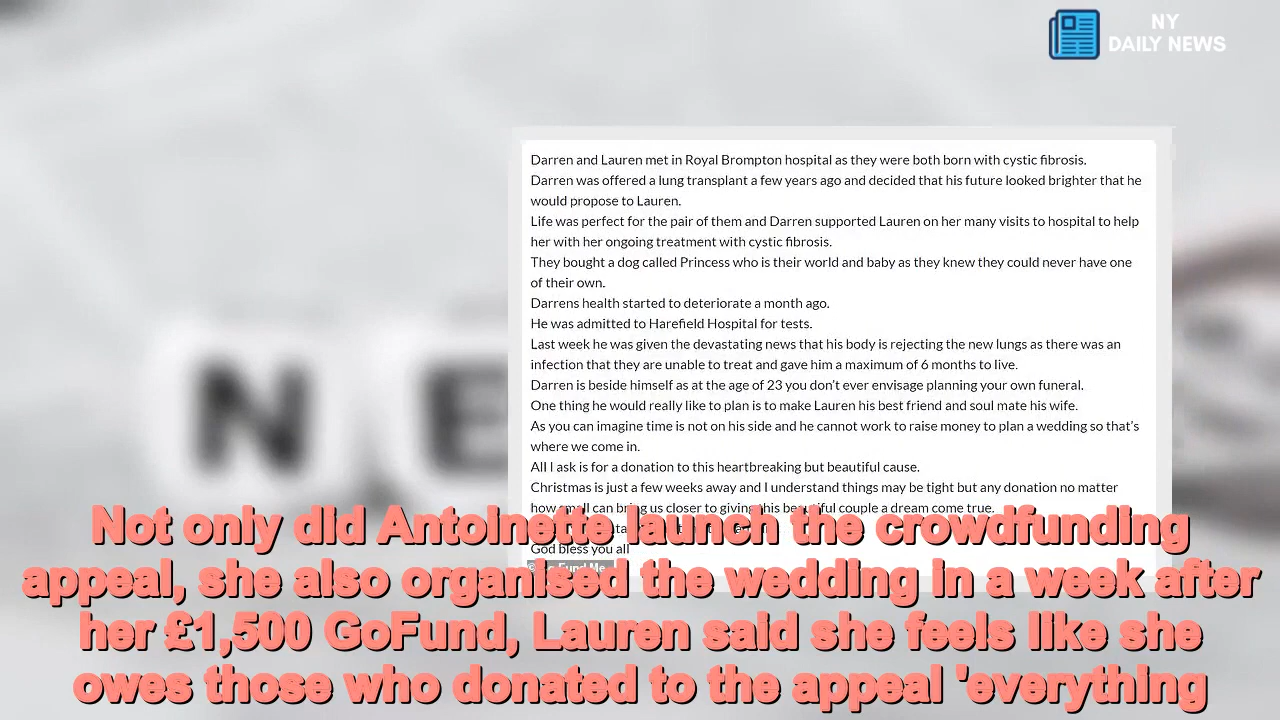 NY
DAILY NEWS
Darren and Lauren met in Royal Brompton hospital as they were both born with cystic fibrosis.
Darren was offered a lung transplant a few years ago and decided that his future looked brighter that he
would propose to Lauren.
Life was perfect for the pair of them and Darren supported Lauren on her many visits to hospital to help
her with her ongoing treatment with cystic fibrosis.
They bought a dog called Princess who is their world and baby as they knew they could never have one
of their own.
Darrens health started to deteriorate a month ago.
He was admitted to Harefield Hospital for tests.
Last week he was given the devastating news that his body is rejecting the new lungs as there was an
infection that they are unable to treat and gave him a maximum of 6 months to live.
Darren is beside himself as at the age of 23 you don't ever envisage planning your own funeral.
One thing he would really like to plan is to make Lauren his best friend and soul mate his wife.
As you can imagine time is not on his side and he cannot work to raise money to plan a wedding so that's
where we come in.
All I ask is for a donation to this heartbreaking but beautiful cause.
Christmas is just a few weeks away and I understand things may be tight but any donation no matter
how small can bring us closer to giving this beautiful couple a dream come true.
God bless you all
N E
Not only did Antoinette launch the crowdfunding
appeal, she also organised the wedding in a week after
her £1,500 GoFund, Lauren said she feels like she
owes those who donated to the appeal 'everything